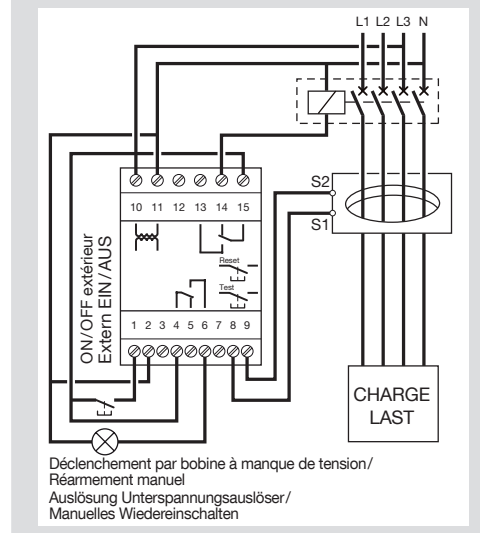 L1 L2 L3 N
S2
S1
10 11 12 13 14 15
Reset
Test
ON/OFF extérieur
Extern EIN/AUS
1 2 3 4 5 6 7 8 9
CHARGE
LAST
Déclenchement par bobine à manque de tension/
Réarmement manuel
Auslösung Unterspannungsauslöser/
Manuelles Wiedereinschalten